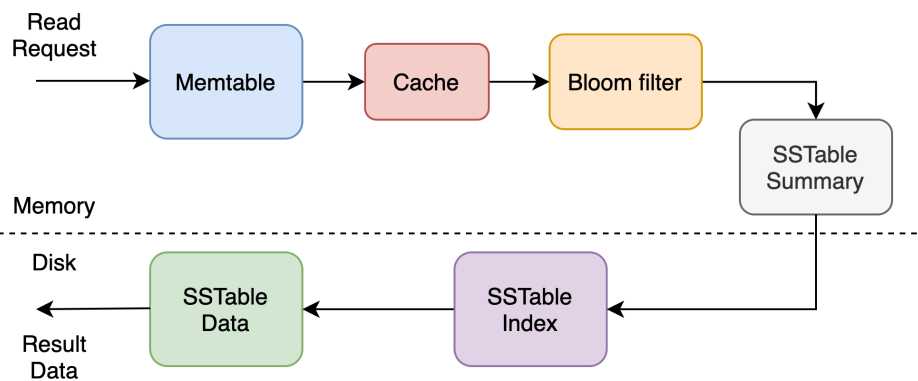 Read
Request
Memtable
Cache
Bloom filter
SSTable
Summary
Memory
Disk
SSTable
Data
SSTable
Index
Result
Data